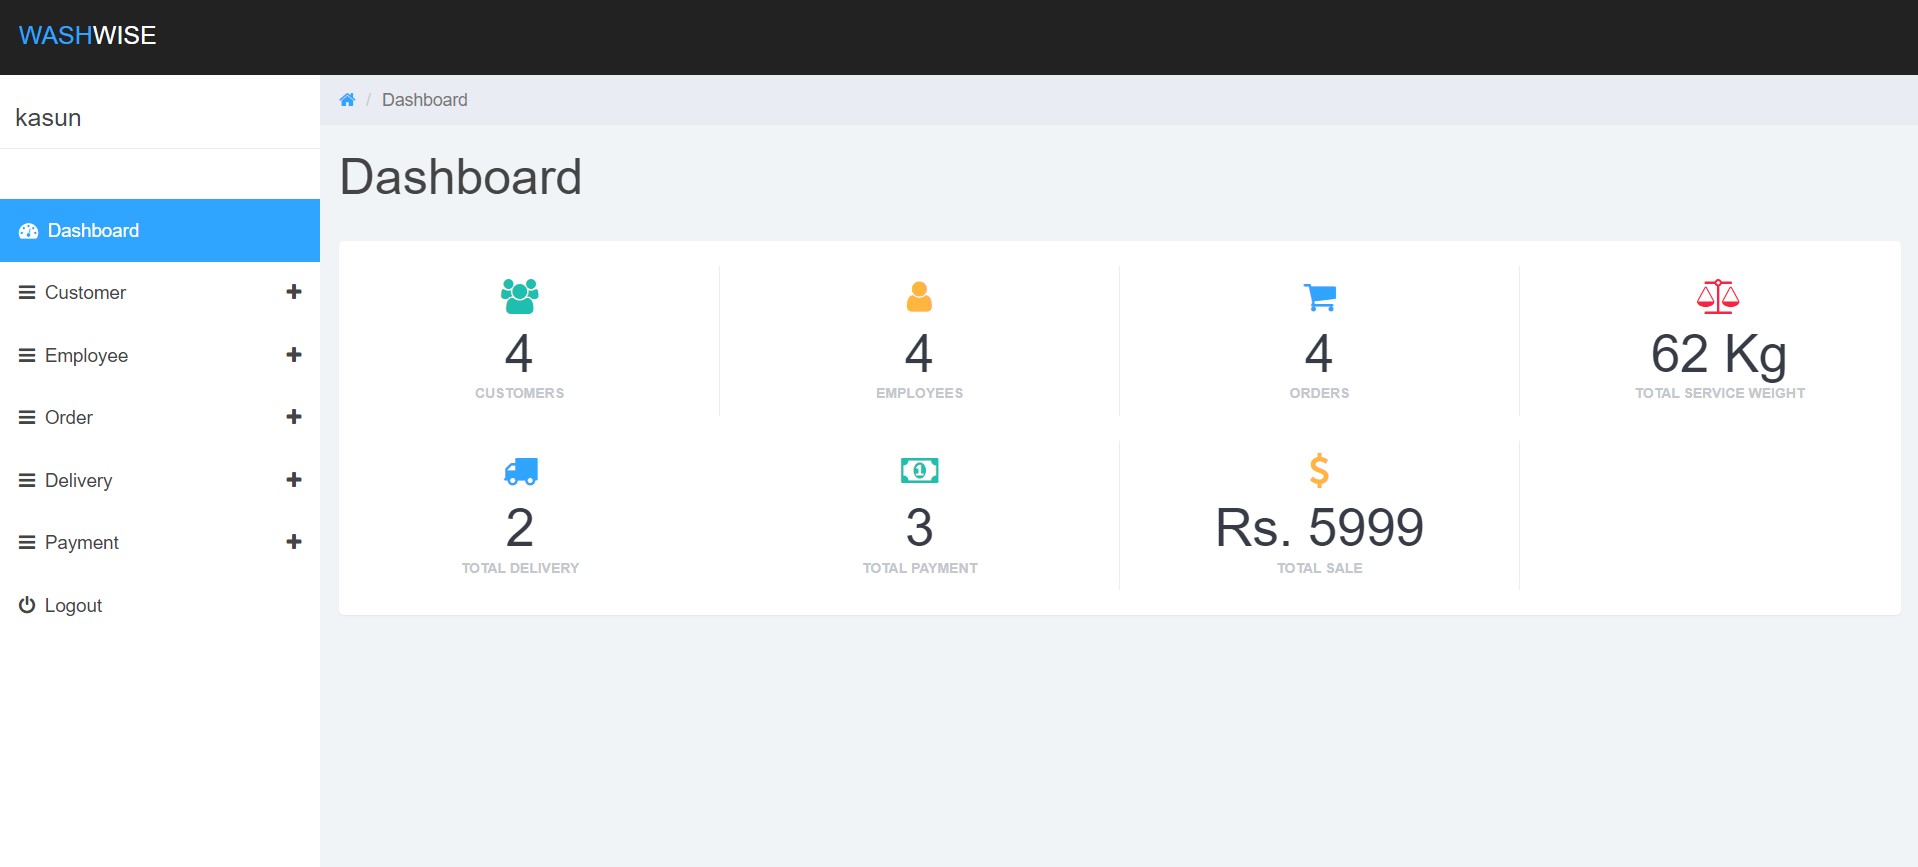 WASHWISE
kasun
/ Dashboard
Dashboard
Dashboard
Customer
Employee
Order
Delivery
Payment
Logout
4
CUSTOMERS
4
EMPLOYEES
4
ORDERS
62 Kg
TOTAL SERVICE WEIGHT
2
TOTAL DELIVERY
1
3
TOTAL PAYMENT
$
Rs. 5999
TOTAL SALE